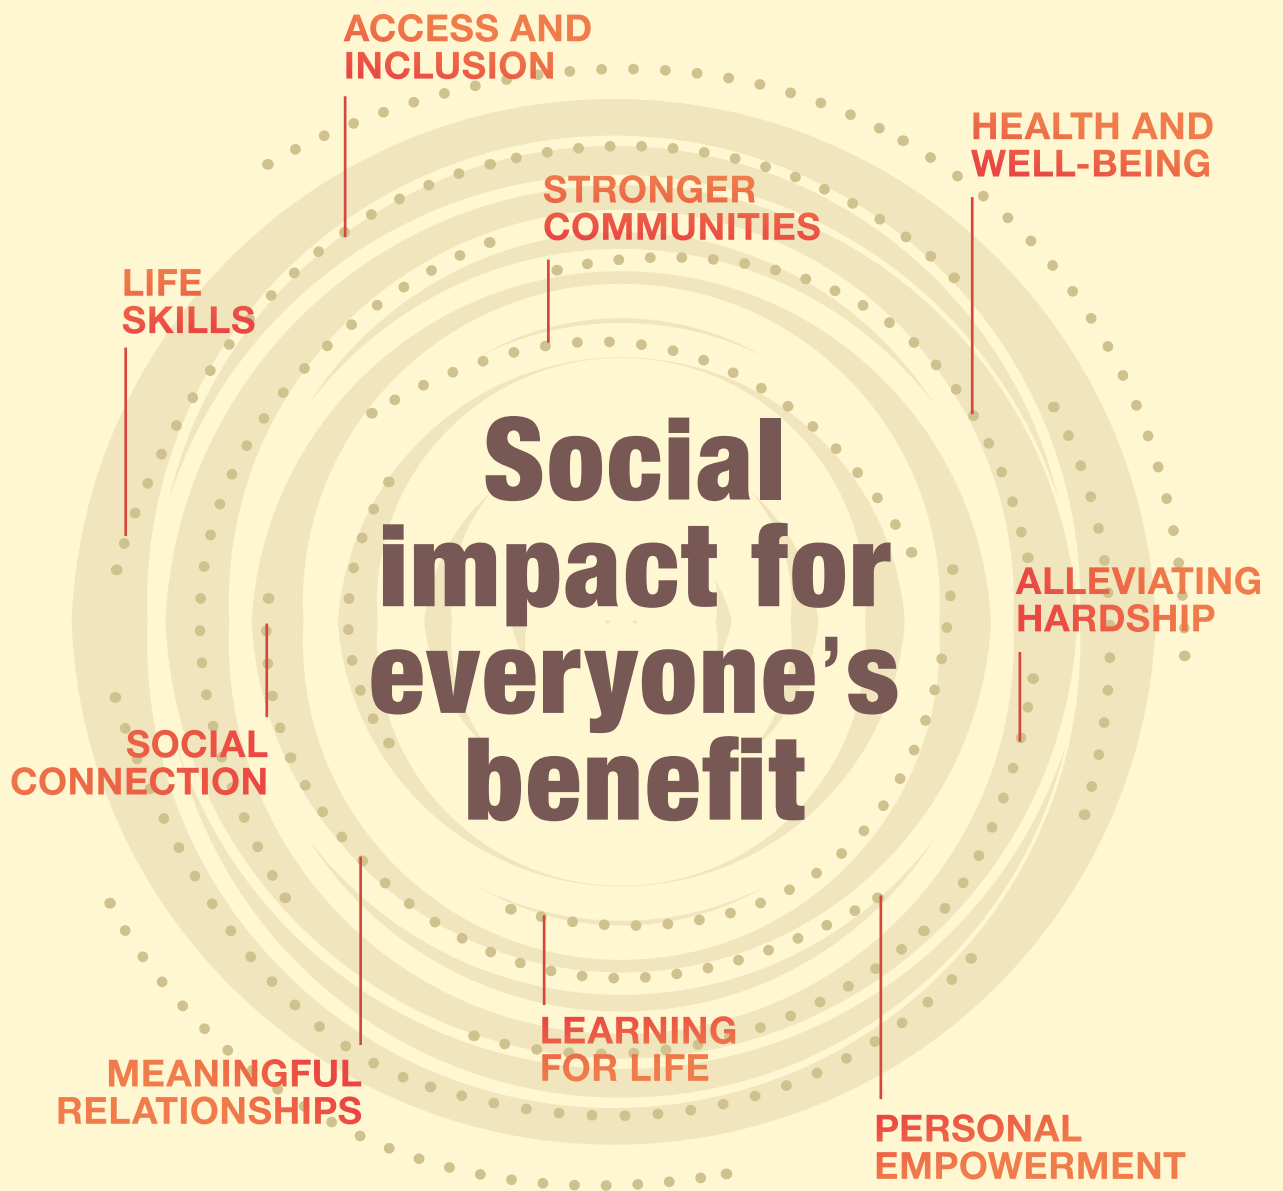 ACCESS AND
INCLUSION
HEALTH AND
WELL-BEING
STRONGER
COMMUNITIES
LIFE
SKILLS
Social
impact for
everyone’s
benefit
ALLEVIATING
HARDSHIP
SOCIAL
CONNECTION
LEARNING
FOR LIFE
MEANINGFUL
RELATIONSHIPS
PERSONAL
EMPOWERMENT